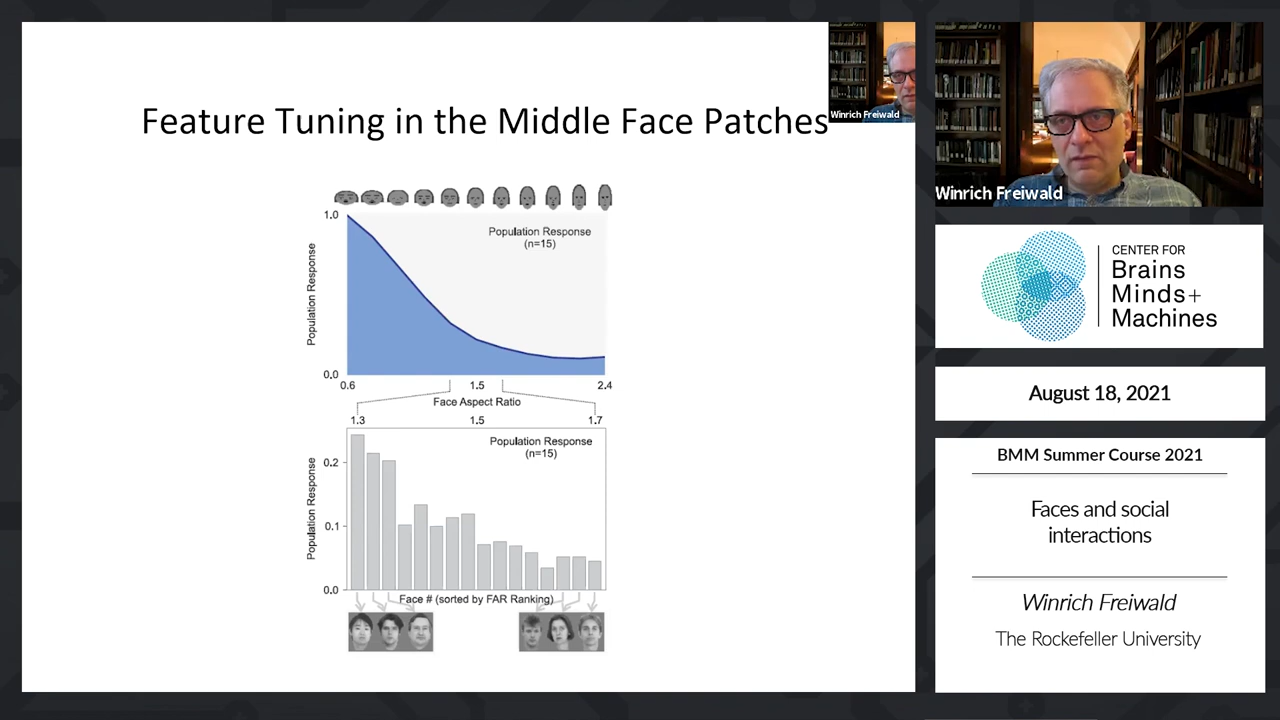 Feature Tuning in the Middle Face Patches
Winrich Freiwald
1.0
Population Response
(n=15)
Population Response
0.0
0.6
1.5
2.4
Face Aspect Ratio
1.3
1.5
1.7
Population Response
(n=15)
0.2
Population Response
0.1
0.0
Face # (sorted by FAR Ranking)
Winrich Freiwald
CENTER FOR
Brains
Minds+
Machines
August 18, 2021
BMM Summer Course 2021
Faces and social
interactions
Winrich Freiwald
The Rockefeller University